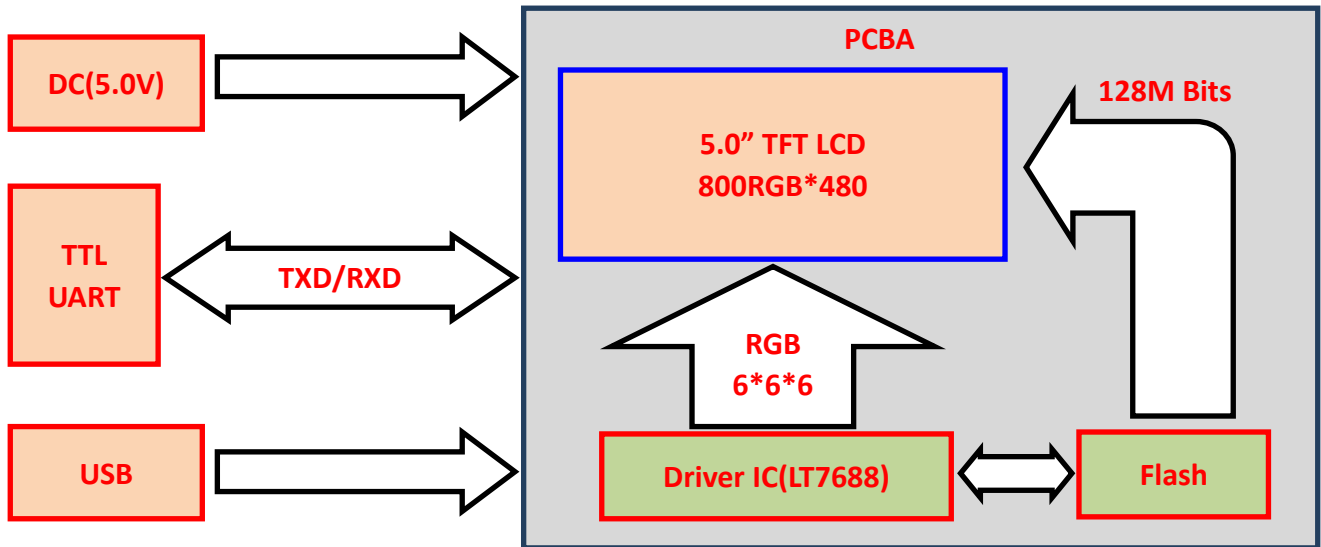 PCBA
DC(5.0V)
128M Bits
5.0” TFT LCD
800RGB*480
TTL
UART
TXD/RXD
RGB
6*6*6
USB
Driver IC(LT7688)
Flash